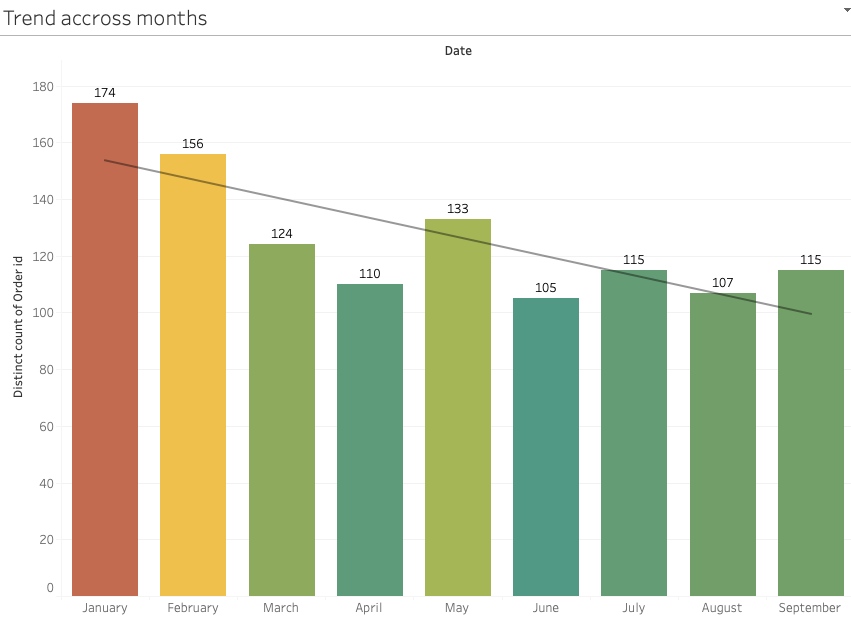 Trend accross months
Date
Distinct count of Order id
180
160
140
120
100
80
60
40
20
0
174
156
124
110
133
105
115
107
115
January
February
March
April
May
June
July
August
September